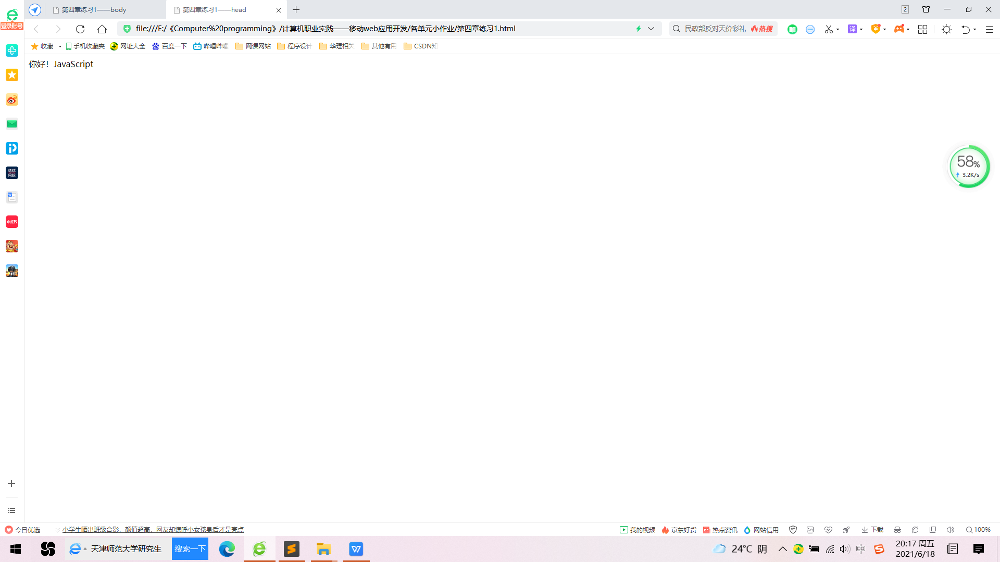 第四章练习1——body
第四章练习1——head
2
登录账号
file:///E:/《Computer%20programming》/计算机职业实践——移动web应用开发/各单元小作业/第四章练习1.html
民政部反对天价彩礼
热搜
译
收藏
手机收藏夹
网址大全
百度一下
哔哩哔哩
网课网站
程序设计
华理相关
其他有用
CSDN知
你好！JavaScript
环球
网校
小红书
58%
3.2K/s
今日优选
小学生晒出班级合影，颜值超高，网友却惊呼小女孩身后才是亮点
我的视频
京东好货
热点资讯
网站信用
下载
100%
天津师范大学研究生
搜索一下
24°C 阴
中
20:17 周五
2021/6/18